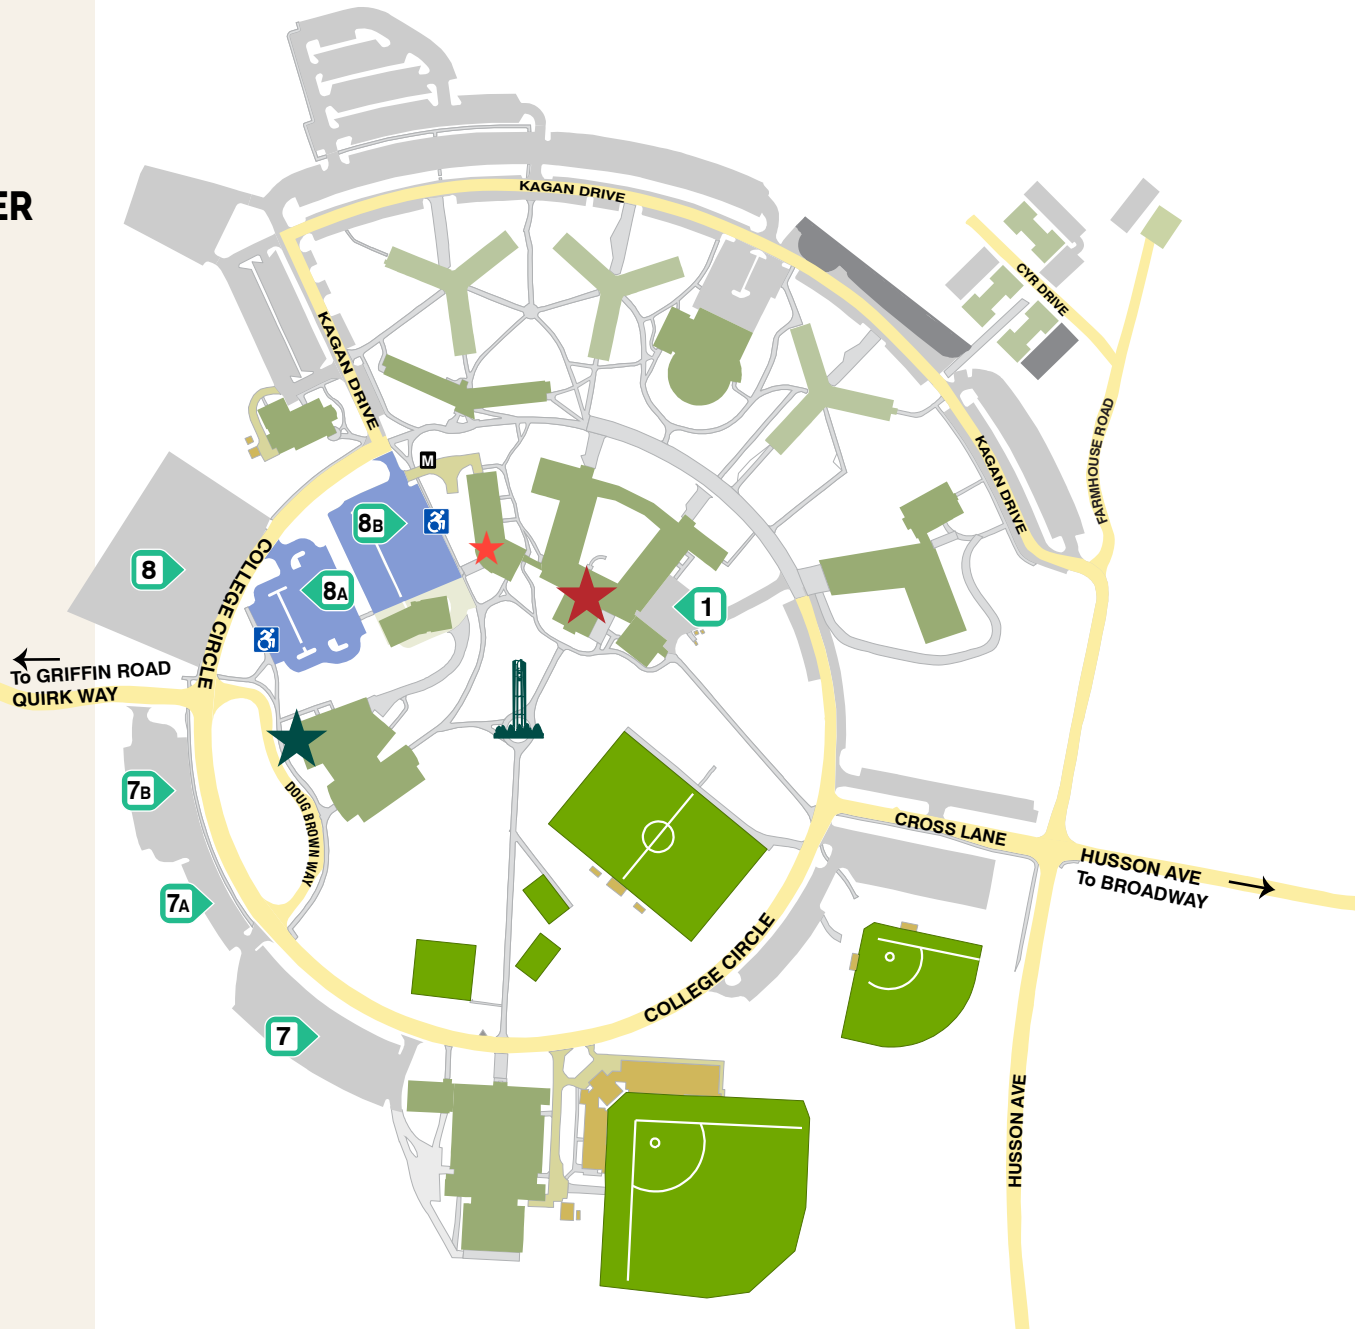 KAGAN DRIVE
ER
CYR DRIVE
KAGAN DRIVE
FARMHOUSE ROAD
KAGAN DRIVE
M
8B
8
8A
COLLEGE CIRCLE
1
To GRIFFIN ROAD
QUIRK WAY
7B
DOUG BROWN WAY
CROSS LANE
HUSSON AVE
To BROADWAY
7A
COLLEGE CIRCLE
7
HUSSON AVE